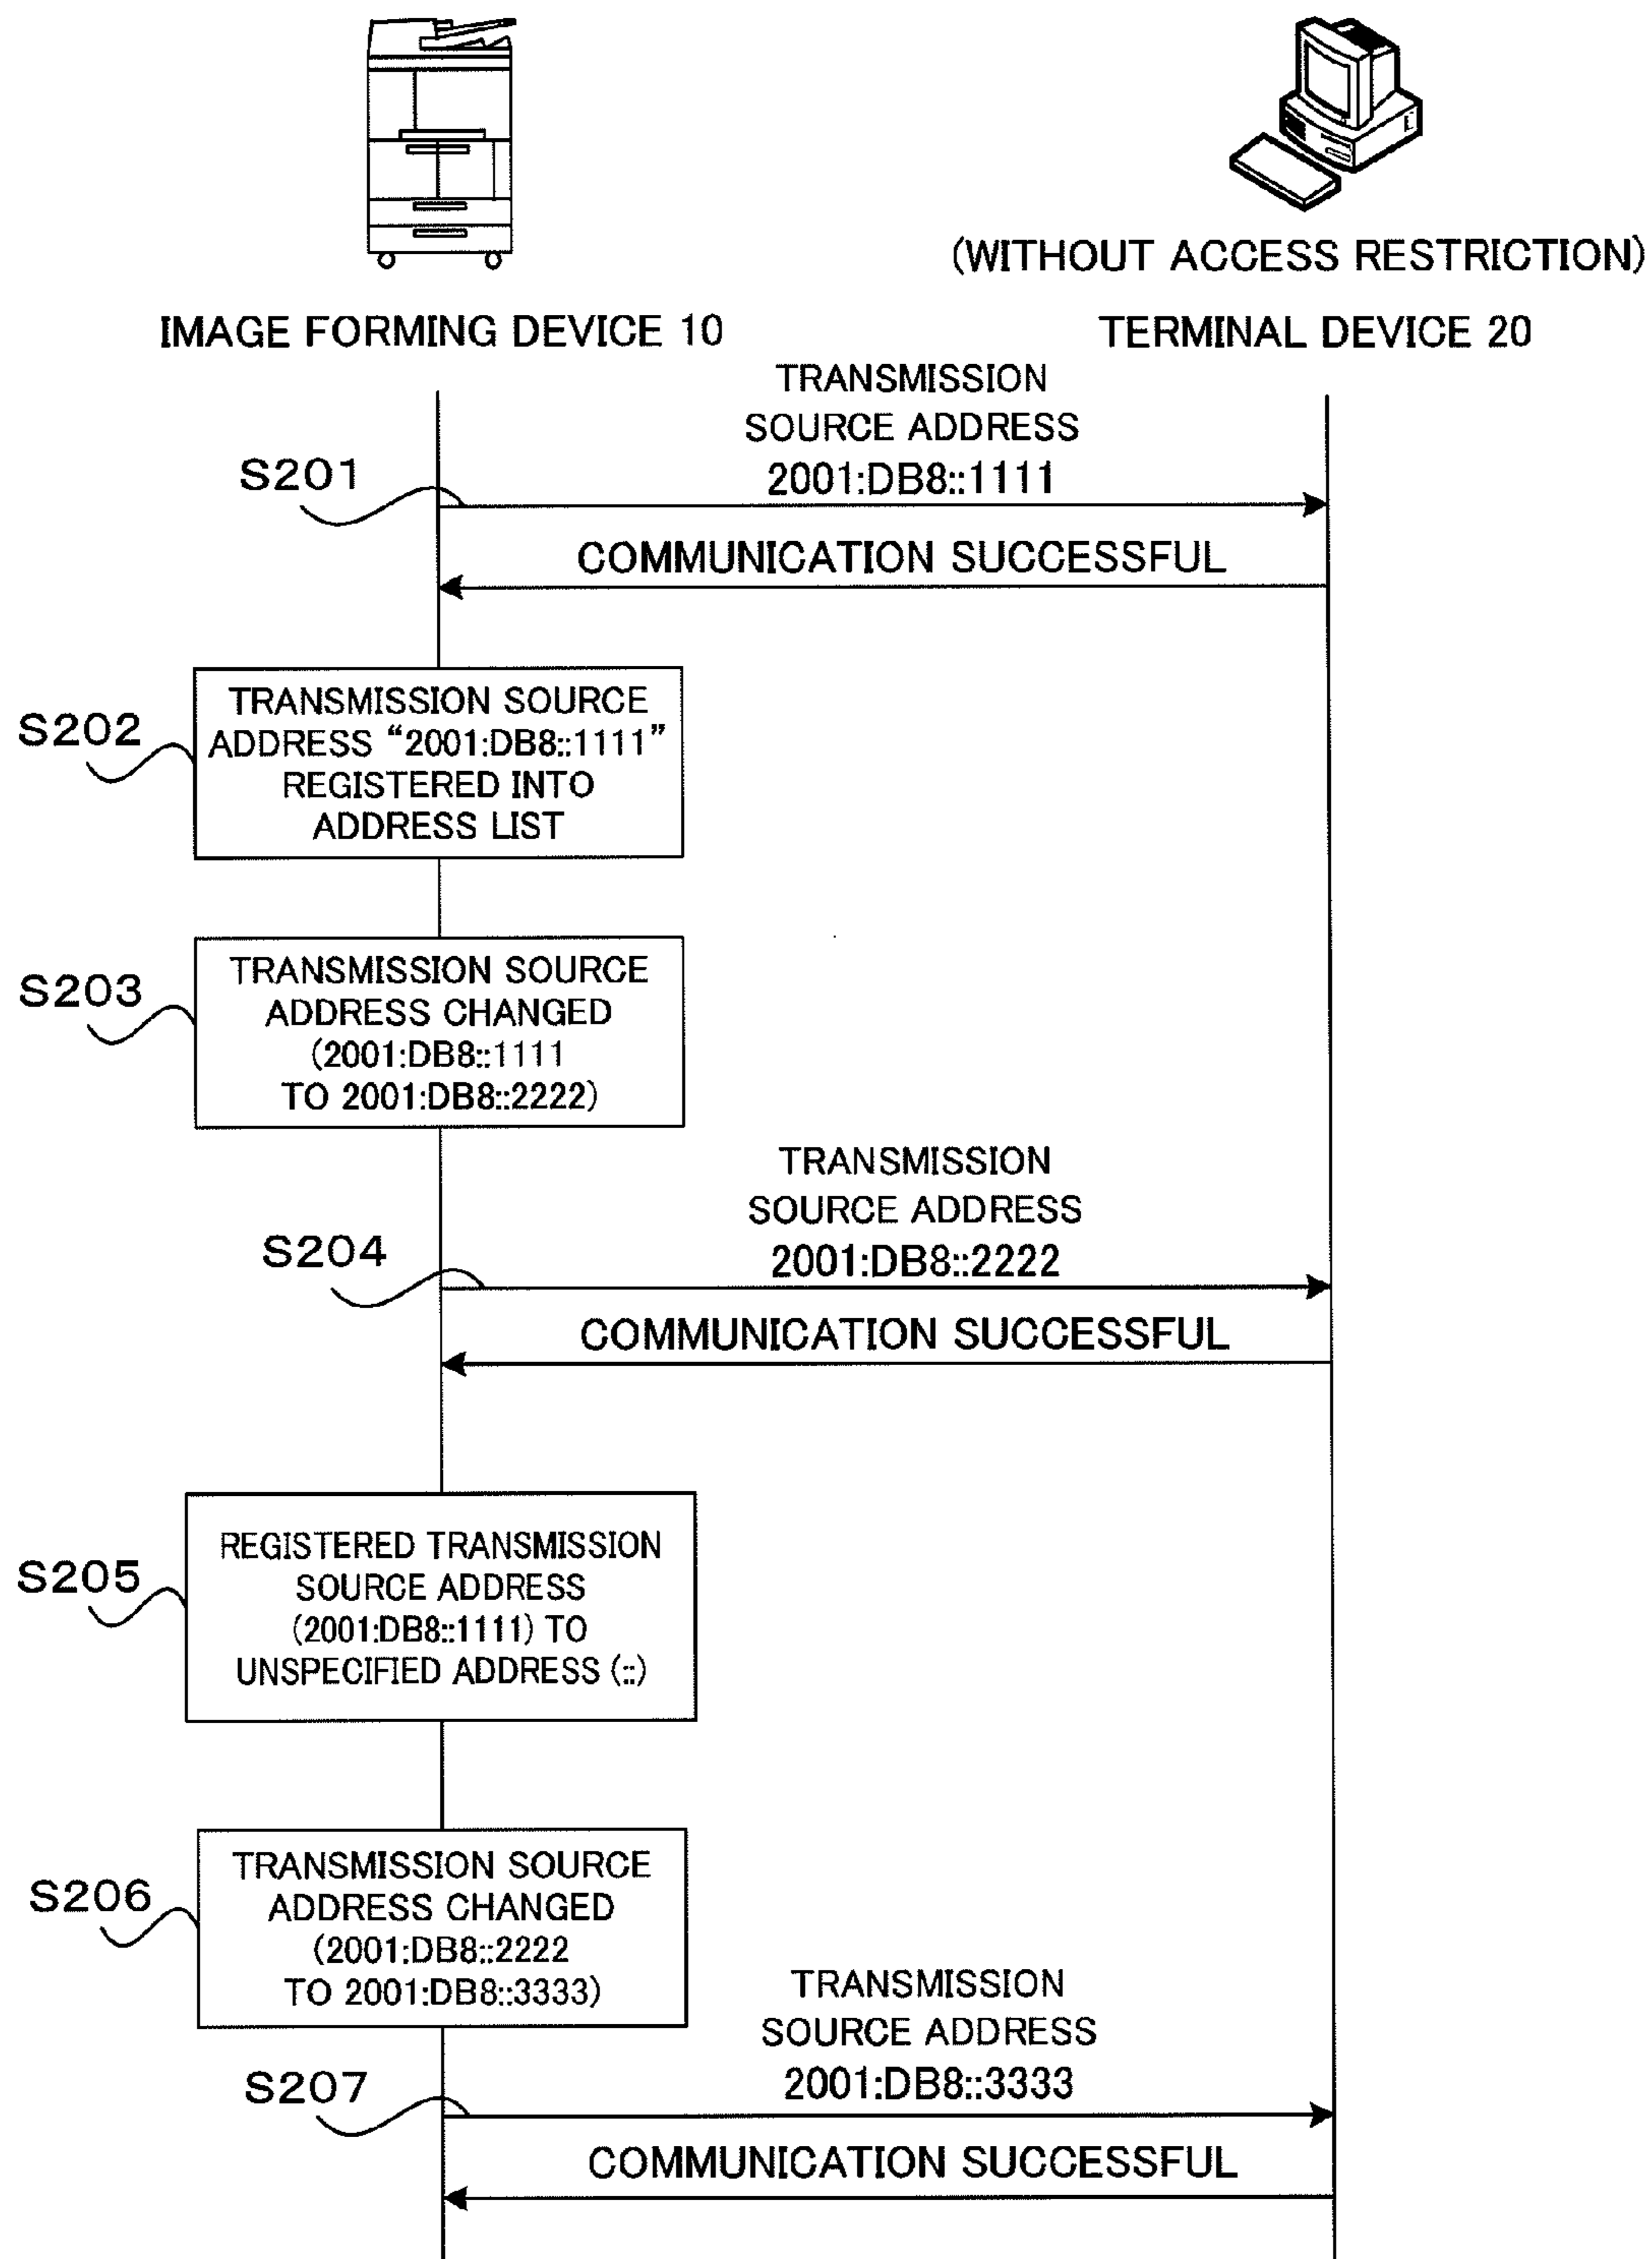 (WITHOUT ACCESS RESTRICTION)
IMAGE FORMING DEVICE 10
TERMINAL DEVICE 20
TRANSMISSION
SOURCE ADDRESS
2001:DB8::1111
S201
COMMUNICATION SUCCESSFUL
S202
TRANSMISSION SOURCE
ADDRESS “2001:DB8::1111”
REGISTERED INTO
ADDRESS LIST
S203
TRANSMISSION SOURCE
ADDRESS CHANGED
(2001:DB8::1111
TO 2001:DB8::2222)
TRANSMISSION
SOURCE ADDRESS
2001:DB8::2222
S204
COMMUNICATION SUCCESSFUL
S205
REGISTERED TRANSMISSION
SOURCE ADDRESS
(2001:DB8::1111) TO
UNSPECIFIED ADDRESS (::)
S206
TRANSMISSION SOURCE
ADDRESS CHANGED
(2001:DB8::2222
TO 2001:DB8::3333)
TRANSMISSION
SOURCE ADDRESS
2001:DB8::3333
S207
COMMUNICATION SUCCESSFUL